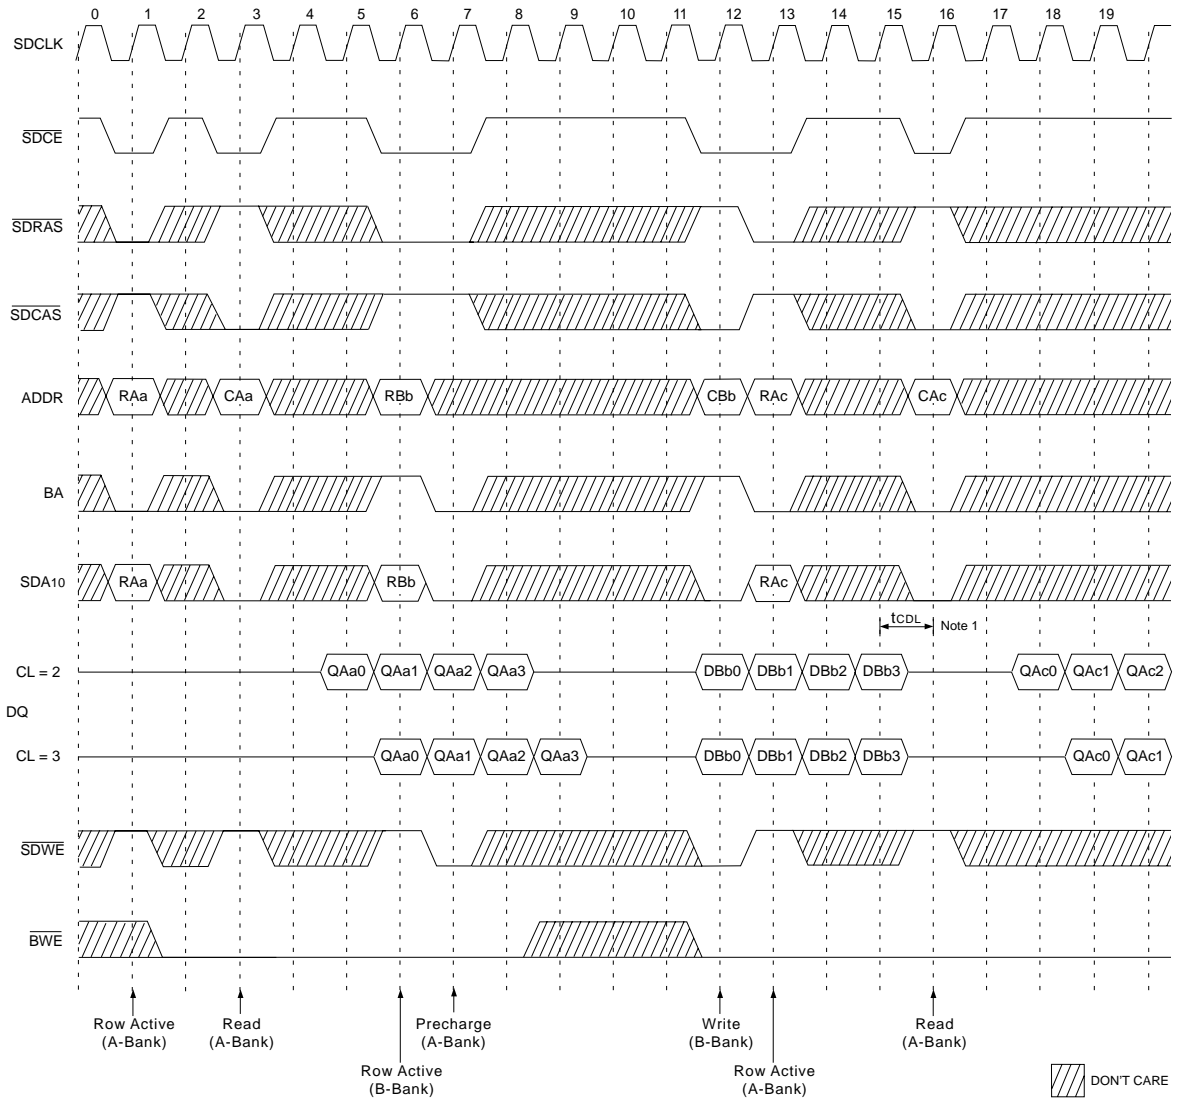 0 1 2 3 4 5 6 7 8 9 10 11 12 13 14 15 16 17 18 19
SDCLK
SDCE
SDRAS
SDCAS
ADDR RAa CAa RBb CBb RAc CAc
BA
SDA10 RAa RBb RAc
tCDL Note 1
CL = 2 QAa0 QAa1 QAa2 QAa3 DBb0 DBb1 DBb2 DBb3 QAc0 QAc1 QAc2
DQ
CL = 3 QAa0 QAa1 QAa2 QAa3 DBb0 DBb1 DBb2 DBb3 QAc0 QAc1
SDWE
BWE
Row Active (A-Bank)
Read (A-Bank)
Row Active (B-Bank)
Precharge (A-Bank)
Write (B-Bank)
Row Active (A-Bank)
Read (A-Bank)
DON'T CARE